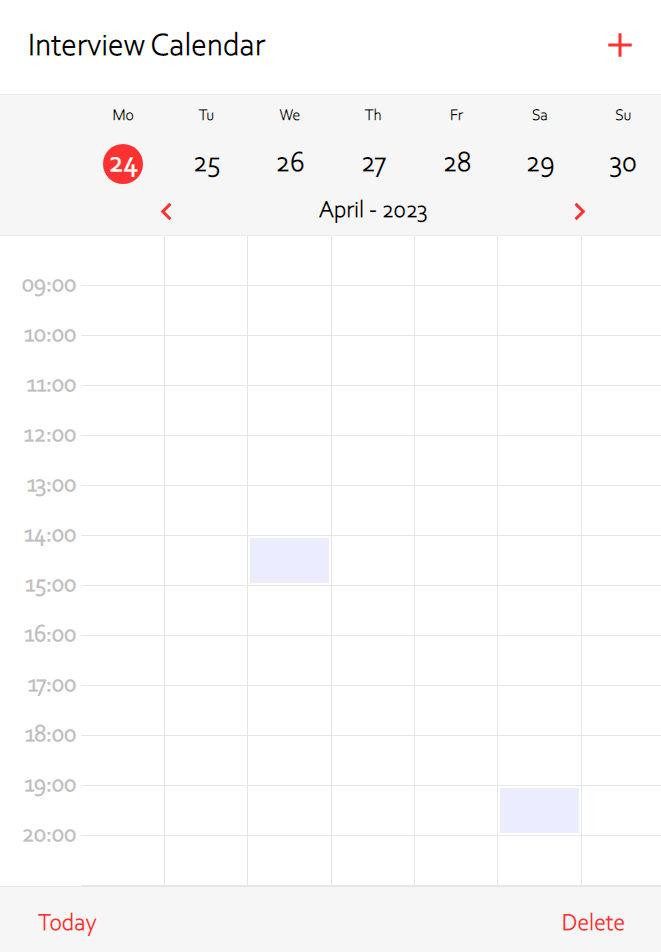 Interview Calendar +
Mo Tu We Th Fr Sa Su
24 25 26 27 28 29 30
April - 2023
09:00
10:00
11:00
12:00
13:00
14:00
15:00
16:00
17:00
18:00
19:00
20:00
Today Delete